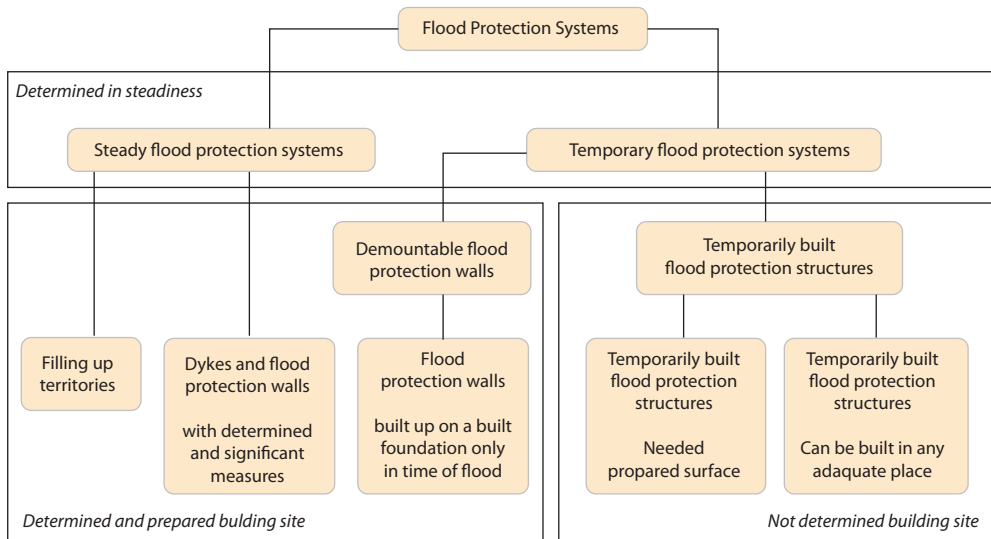 Flood Protection Systems
Determined in steadiness
Steady flood protection systems
Temporary flood protection systems
Demountable flood
protection walls
Temporarily built
flood protection structures
Filling up
territories
Dykes and flood
protection walls
with determined
and significant
measures
Flood
protection walls
built up on a built
foundation only
in time of flood
Temporarily built
flood protection
structures
Needed
prepared surface
Temporarily built
flood protection
structures
Can be built in any
adaquate place
Determined and prepared bulding site
Not determined building site